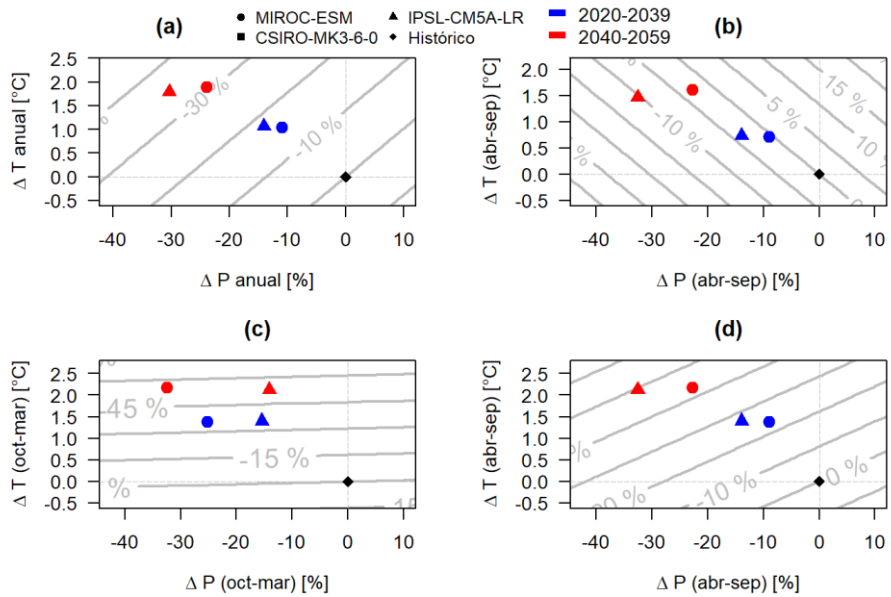 (a)
MIROC-ESM
IPSL-CM5A-LR
2020-2039
CSIRO-MK3-6-0
Histórico
2040-2059
(b)
Δ T anual [°C]
2.5
2.0
1.5
1.0
0.5
0.0
-0.5
%
-30 %
-10 %
-40 -30 -20 -10 0 10
Δ P anual [%]
Δ T (abr-sep) [°C]
2.0
1.5
1.0
0.5
0.0
-0.5
15 %
5 %
10
-10 %
%
0
-40 -30 -20 -10 0 10
Δ P (abr-sep) [%]
(c)
Δ T (oct-mar) [°C]
2.5
2.0
1.5
1.0
0.5
0.0
-0.5
45 %
-15 %
%
-40 -30 -20 -10 0 10
Δ P (oct-mar) [%]
(d)
Δ T (abr-sep) [°C]
2.5
2.0
1.5
1.0
0.5
0.0
-0.5
%
-10 %
0 %
-40 -30 -20 -10 0 10
Δ P (abr-sep) [%]